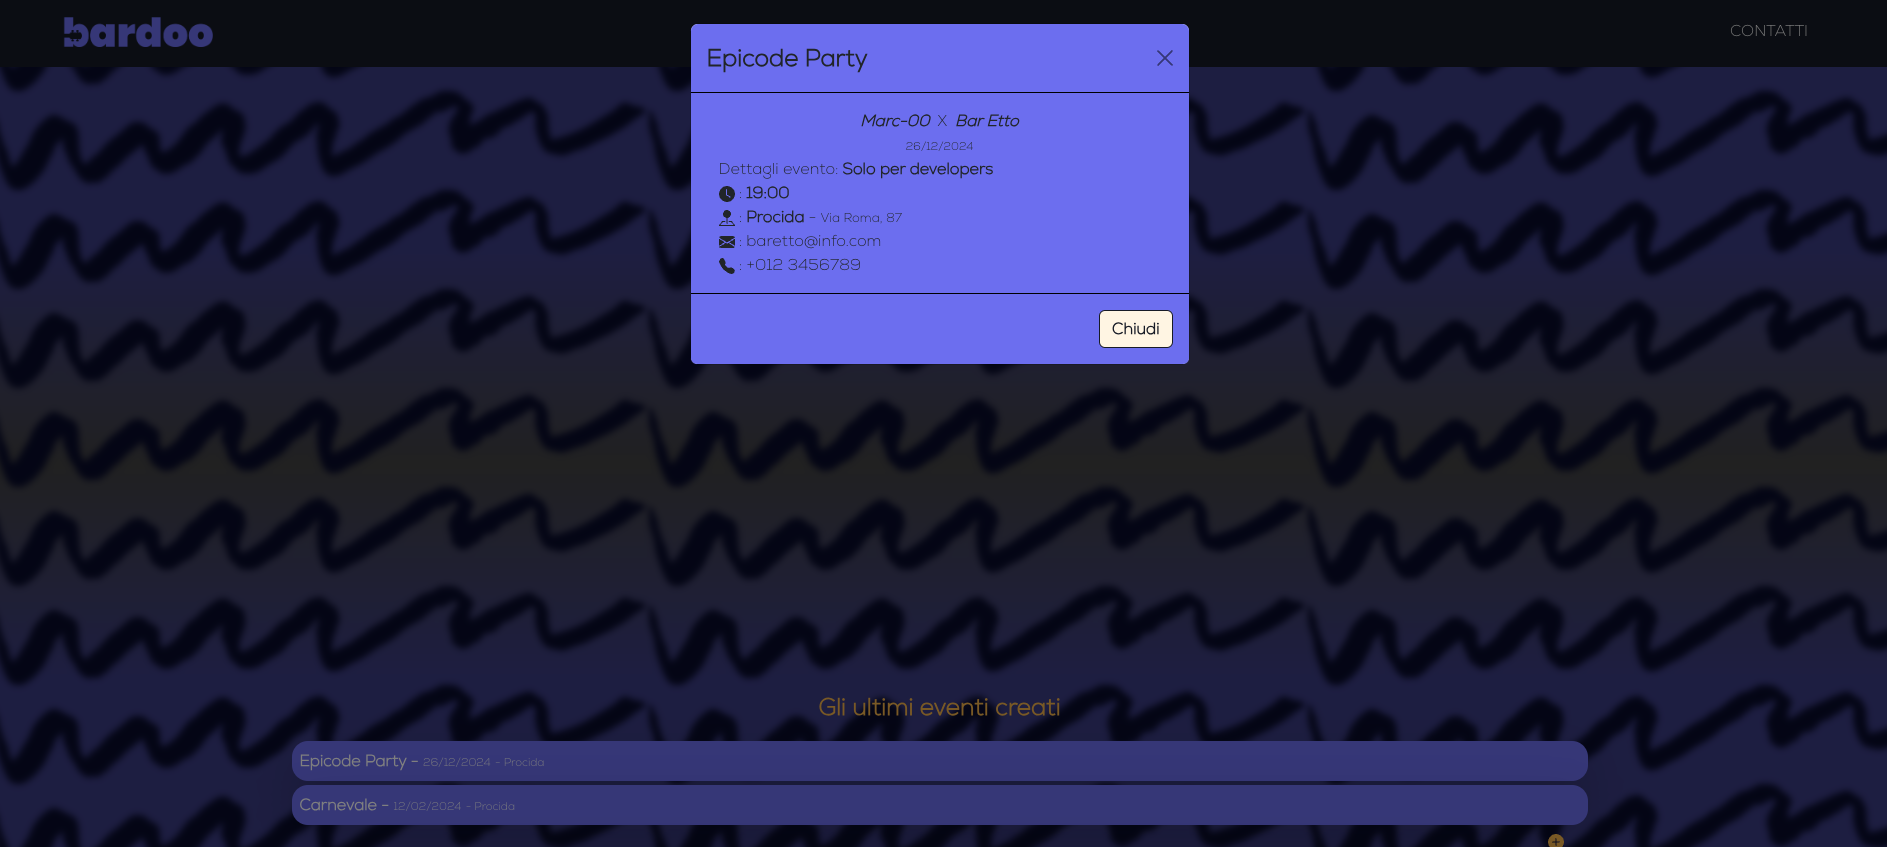 bardoo
CONTATTI
Epicode Party
Marc-00 X Bar Etto
26/12/2024
Dettagli evento: Solo per developers
: 19:00
: Procida - Via Roma, 87
: baretto@info.com
: +012 3456789
Chiudi
Gli ultimi eventi creati
Epicode Party - 26/12/2024 - Procida
Carnevale - 12/02/2024 - Procida